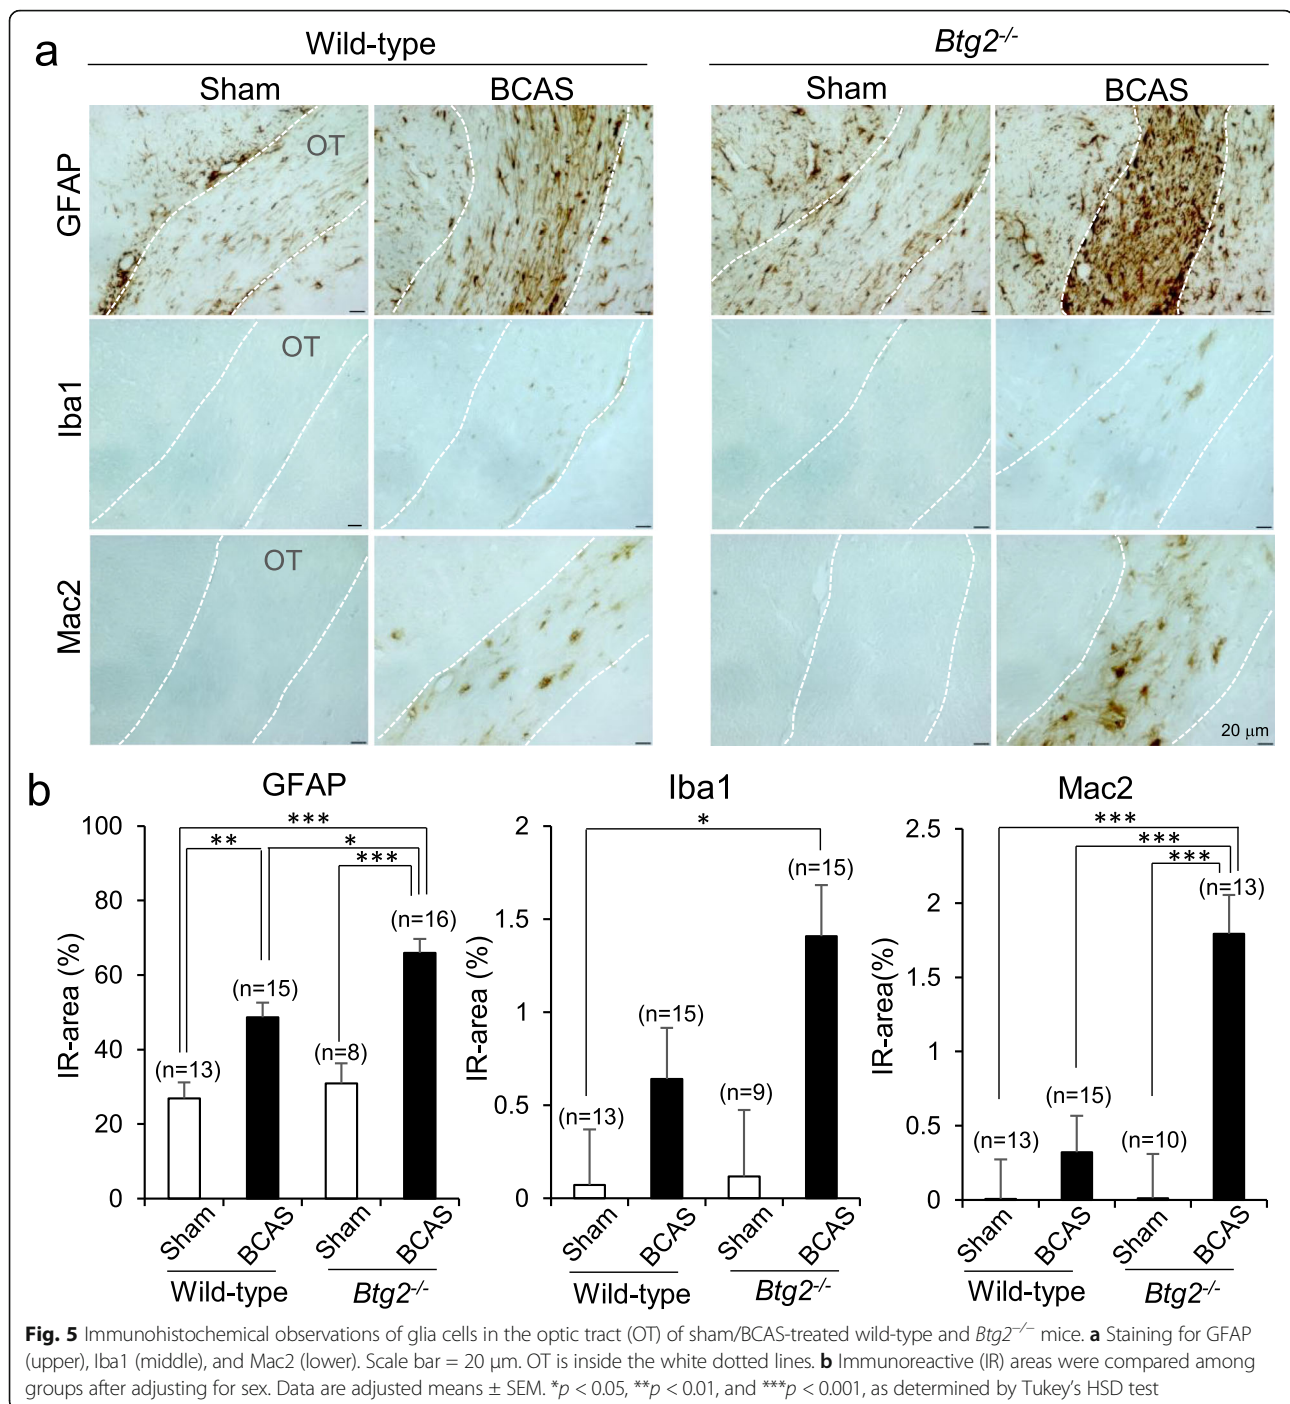 a
Wild-type
Btg2-/-
Sham
BCAS
Sham
BCAS
GFAP
OT
Iba1
OT
Mac2
OT
20 μm
b
GFAP
Iba1
Mac2
IR-area (%)
100
80
60
40
20
0
***
**
*
***
(n=13)
(n=15)
(n=8)
(n=16)
Sham
BCAS
Sham
BCAS
Wild-type
Btg2-/-
IR-area (%)
2
1.5
1
0.5
0
*
(n=13)
(n=15)
(n=9)
(n=15)
Sham
BCAS
Sham
BCAS
Wild-type
Btg2-/-
IR-area(%)
2.5
2
1.5
1
0.5
0
***
***
***
(n=13)
(n=15)
(n=10)
(n=13)
Sham
BCAS
Sham
BCAS
Wild-type
Btg2-/-
Fig. 5 Immunohistochemical observations of glia cells in the optic tract (OT) of sham/BCAS-treated wild-type and Btg2−/− mice. a Staining for GFAP
(upper), Iba1 (middle), and Mac2 (lower). Scale bar = 20 μm. OT is inside the white dotted lines. b Immunoreactive (IR) areas were compared among
groups after adjusting for sex. Data are adjusted means ± SEM. *p < 0.05, **p < 0.01, and ***p < 0.001, as determined by Tukey's HSD test